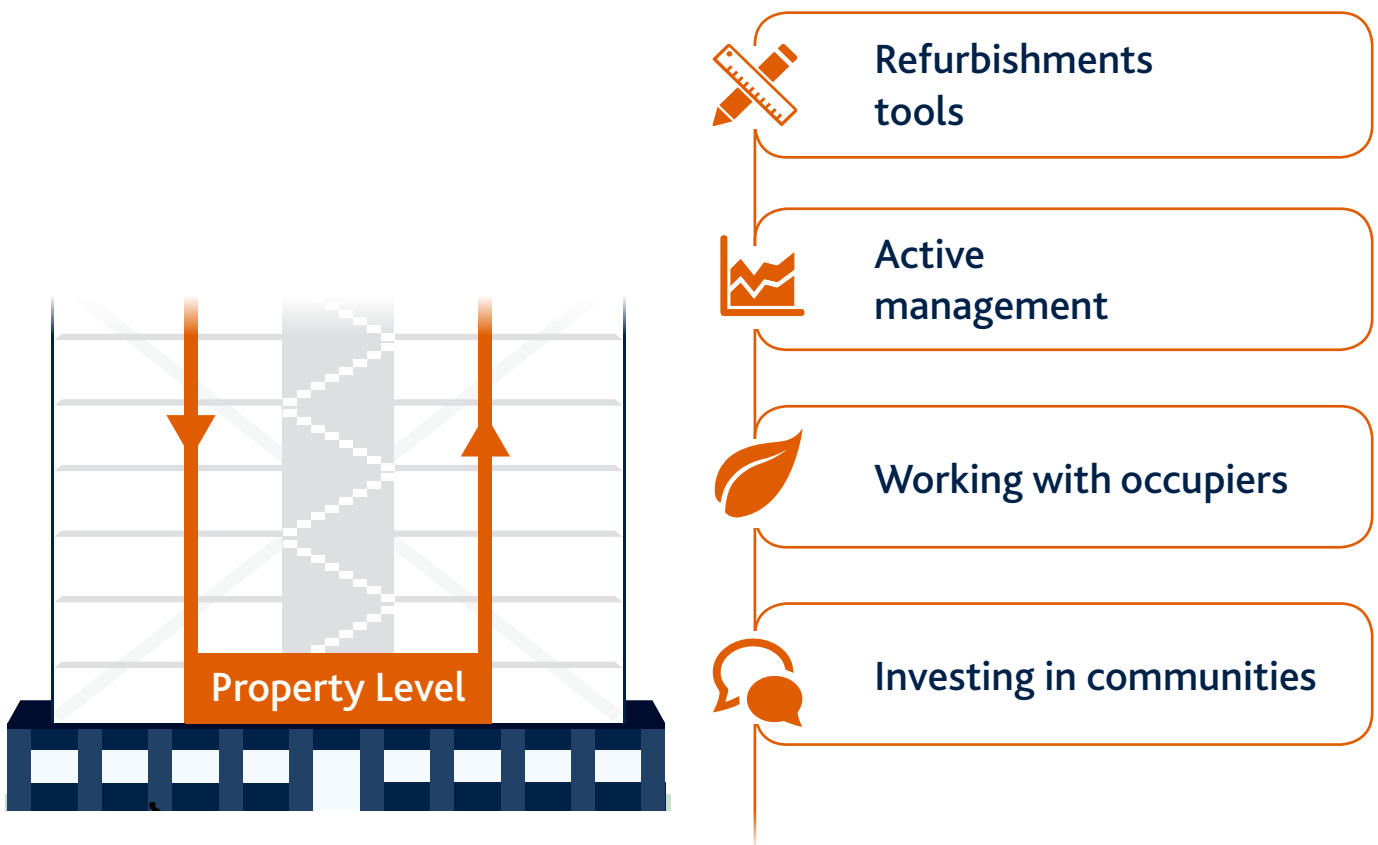 Refurbishments
tools
Active
management
Working with occupiers
Investing in communities
Property Level